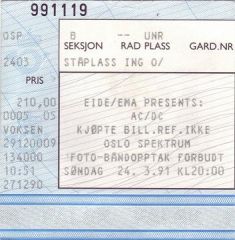 991119
OSP B -- UNR
SEKSJON RAD PLASS GARD.NR
2403 STÅPLASS ING O/
PRIS
210,00 EIDE/EMA PRESENTS:
0005-05 AC/DC
VOKSEN KJØPTE BILL.REF.IKKE
29120009 OSLO SPEKTRUM
134000 FOTO-BÅNDOPPTAK FORBUDT
10:51 SØNDAG 24. 3.91 KL20:00
271290